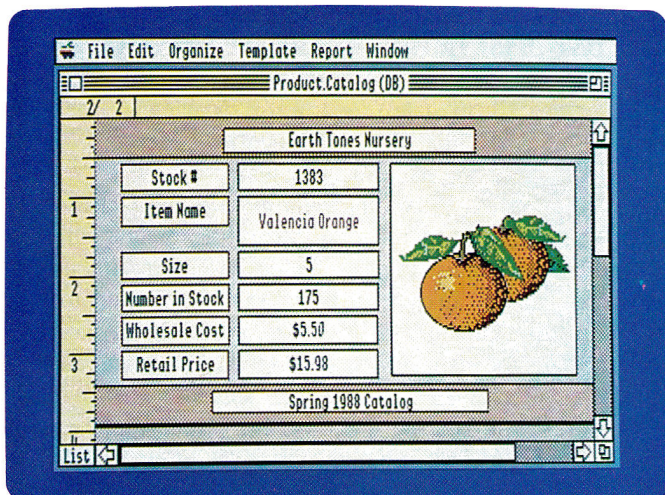 File Edit Organize Template Report Window
Product.Catalog (DB)
2/ 2
Earth Tones Nursery
Stock # 1383
1
Item Name Valencia Orange
Size 5
2
Number in Stock 175
Wholesale Cost $5.50
3
Retail Price $15.98
Spring 1988 Catalog
List